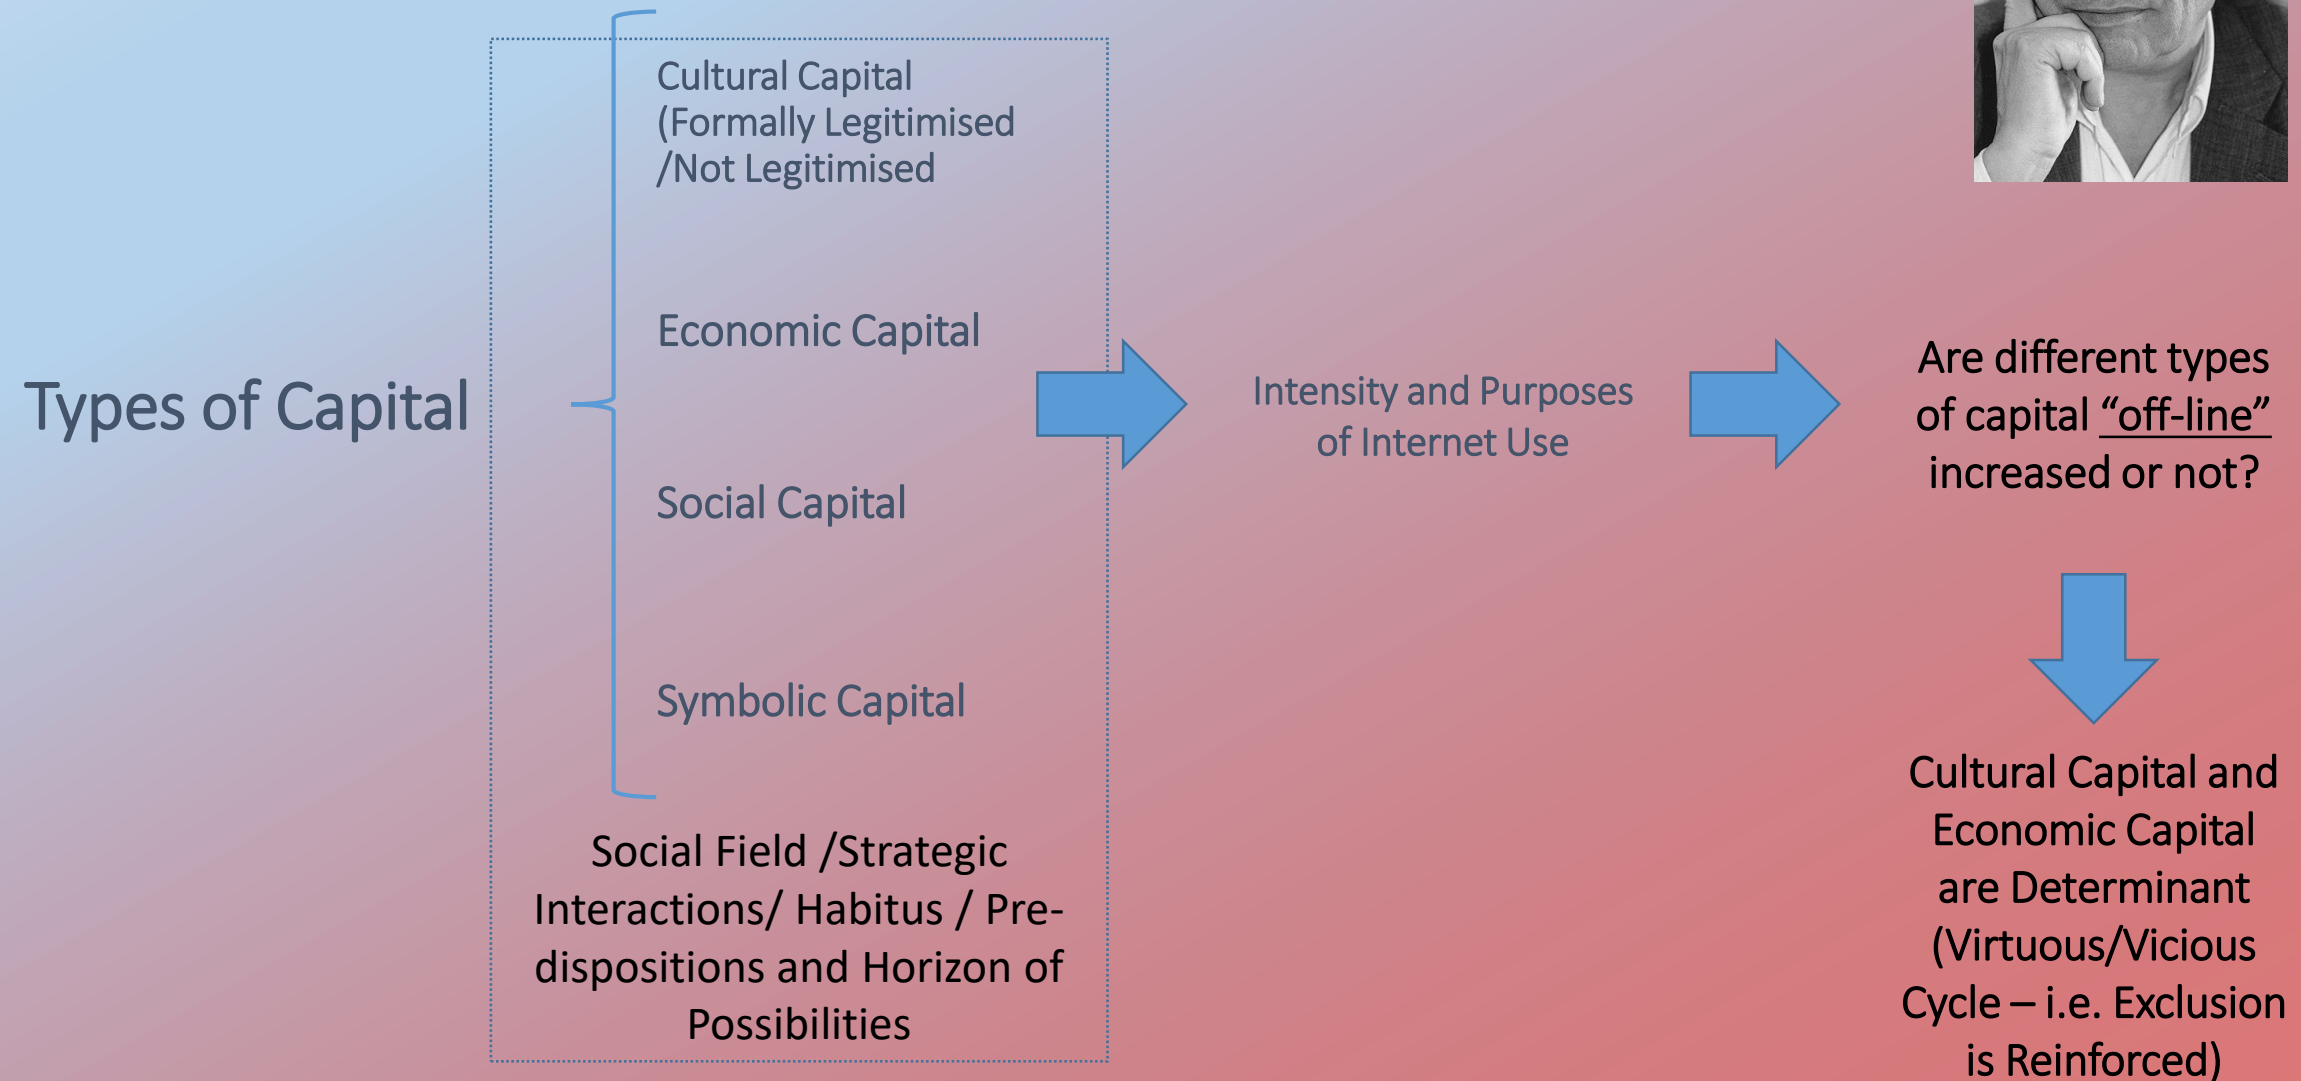 Types of Capital
Cultural Capital
(Formally Legitimised
/Not Legitimised
Economic Capital
Social Capital
Symbolic Capital
Social Field /Strategic
Interactions/ Habitus / Pre-
dispositions and Horizon of
Possibilities
Intensity and Purposes
of Internet Use
Are different types
of capital “off-line”
increased or not?
Cultural Capital and
Economic Capital
are Determinant
(Virtuous/Vicious
Cycle – i.e. Exclusion
is Reinforced)